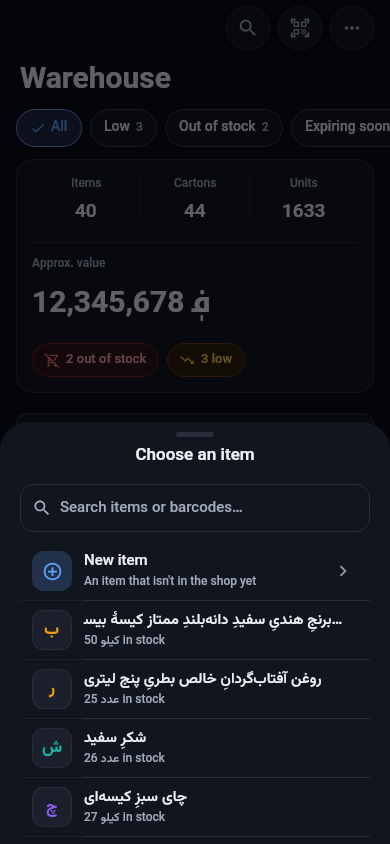 Warehouse
All
Low 3
Out of stock 2
Expiring soon
Items
Cartons
Units
40
44
1633
Approx. value
12,345,678 ؋
2 out of stock
3 low
Choose an item
Search items or barcodes…
New item
An item that isn't in the shop yet
ب
برنجِ هندیِ سفیدِ دانه‌بلندِ ممتاز کیسهٔ بیسـ…
50 کیلو in stock
ر
روغن آفتاب‌گردانِ خالص بطریِ پنج لیتری
25 عدد in stock
ش
شکرِ سفید
26 عدد in stock
چ
چای سبزِ کیسه‌ای
27 کیلو in stock